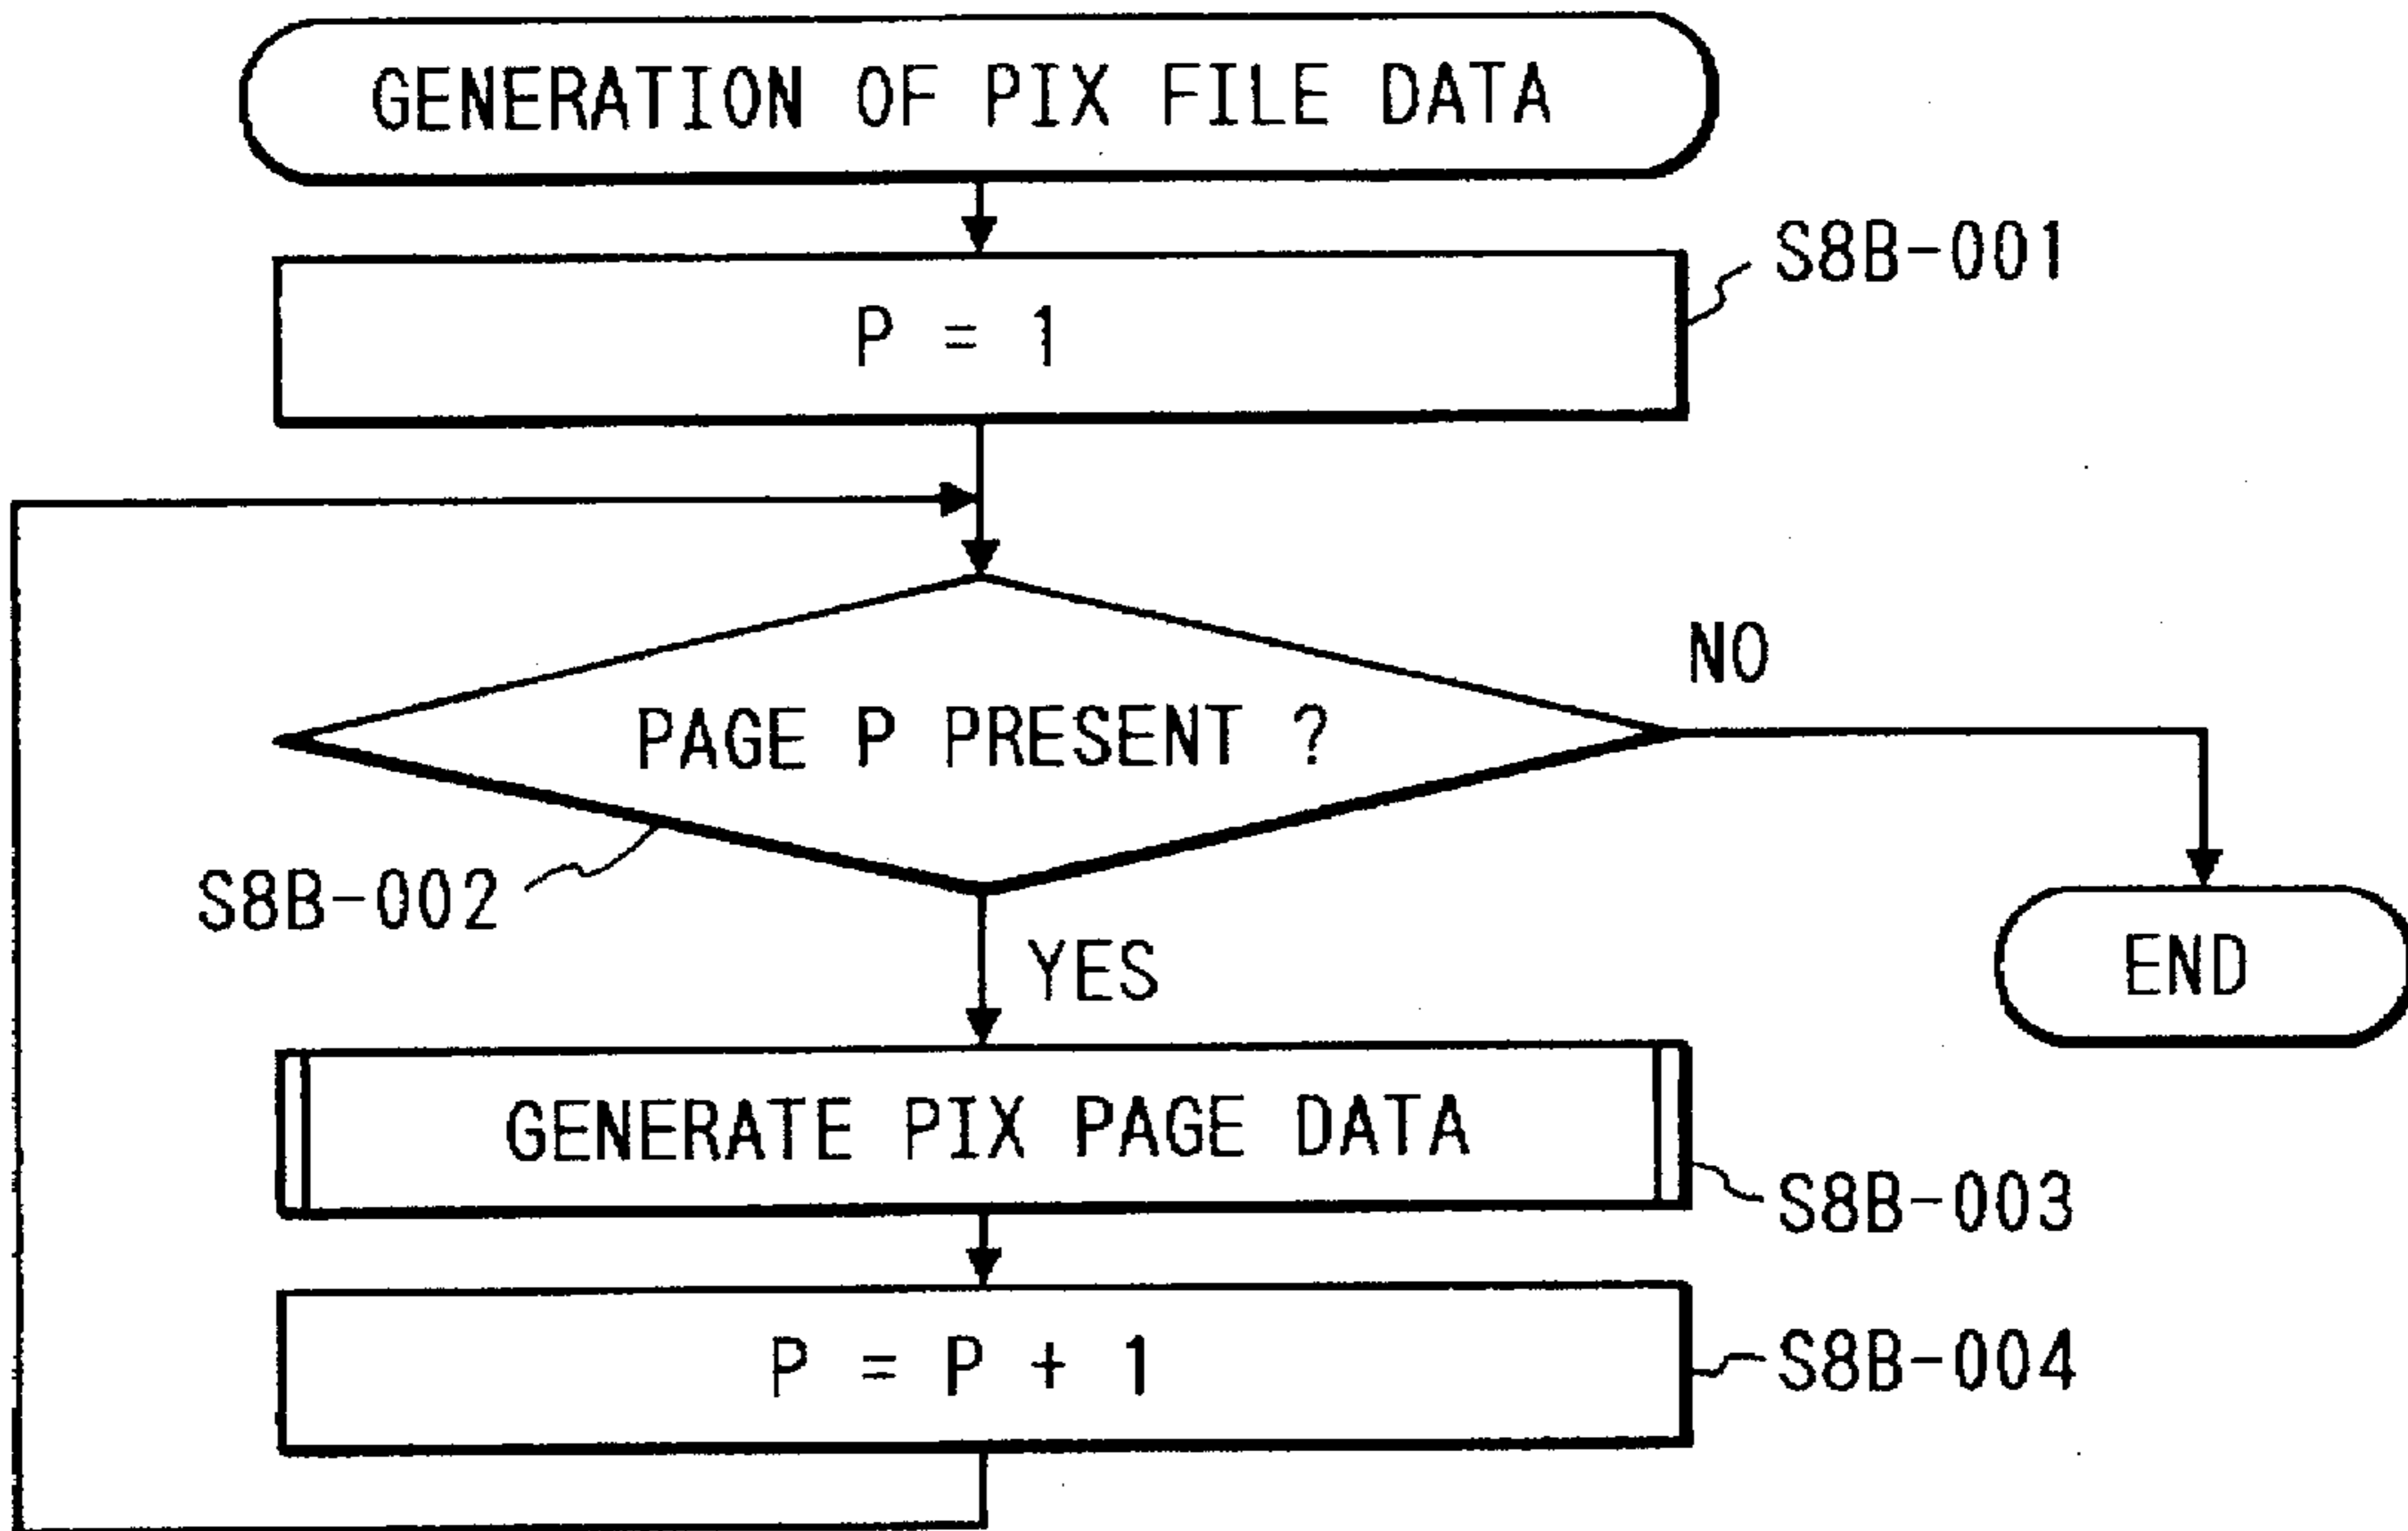 GENERATION OF PIX FILE DATA
S8B-001
P = 1
NO
PAGE P PRESENT ?
S8B-002
YES
END
GENERATE PIX PAGE DATA
S8B-003
P = P + 1
S8B-004